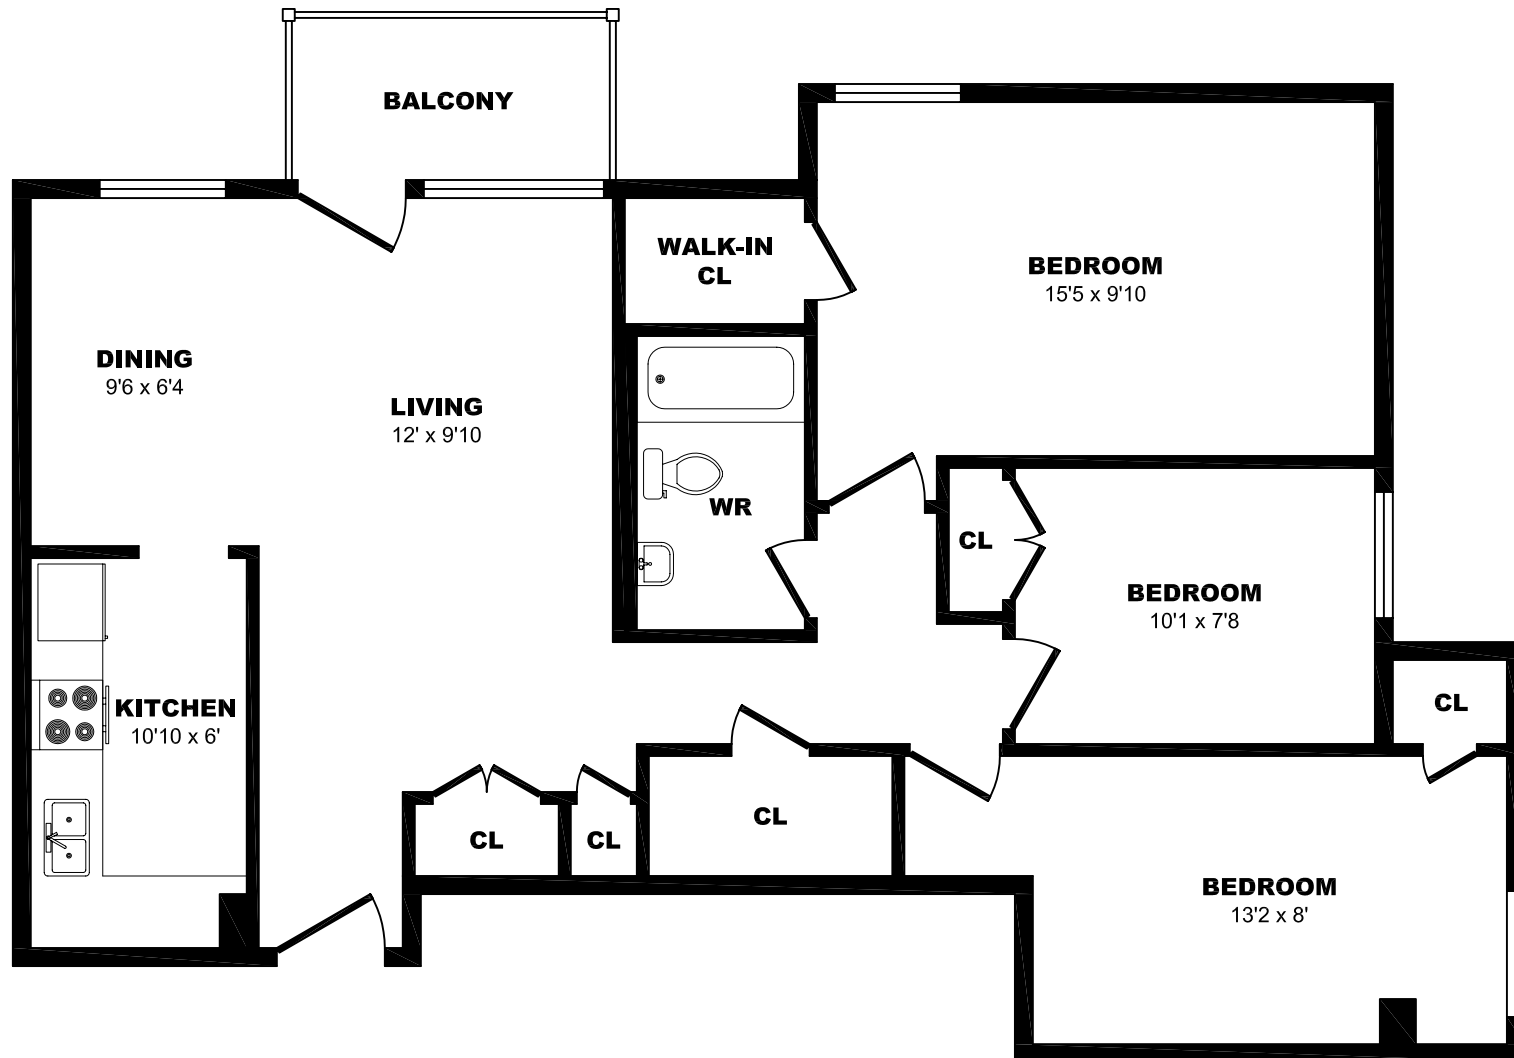 BALCONY
WALK-IN
CL
BEDROOM
15'5 x 9'10
DINING
9'6 x 6'4
LIVING
12' x 9'10
WR
CL
BEDROOM
10'1 x 7'8
KITCHEN
10'10 x 6'
CL
CL
CL
CL
BEDROOM
13'2 x 8'